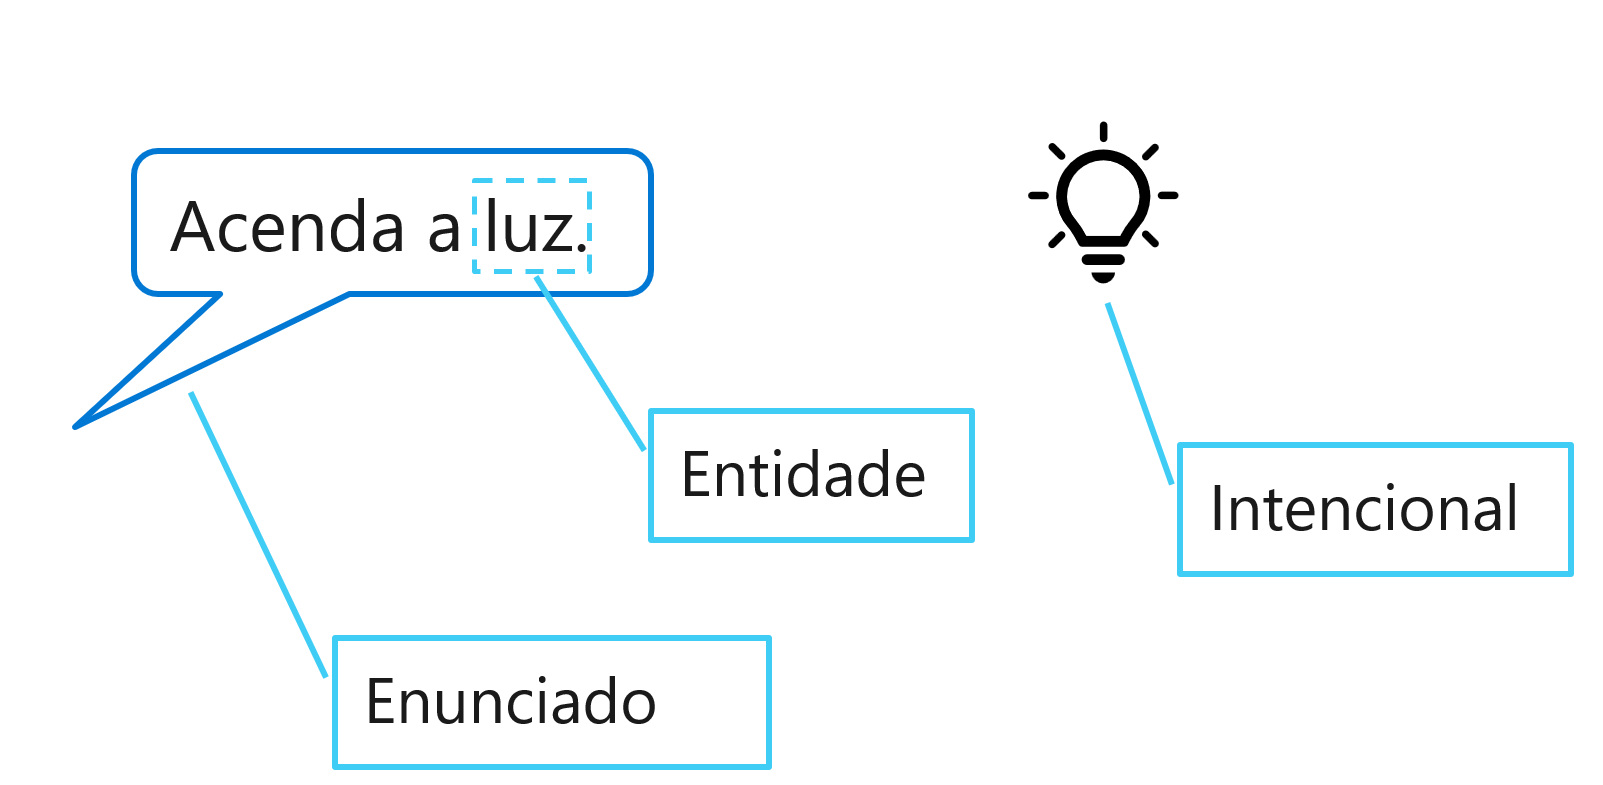 Acenda a luz.
Entidade
Intencional
Enunciado